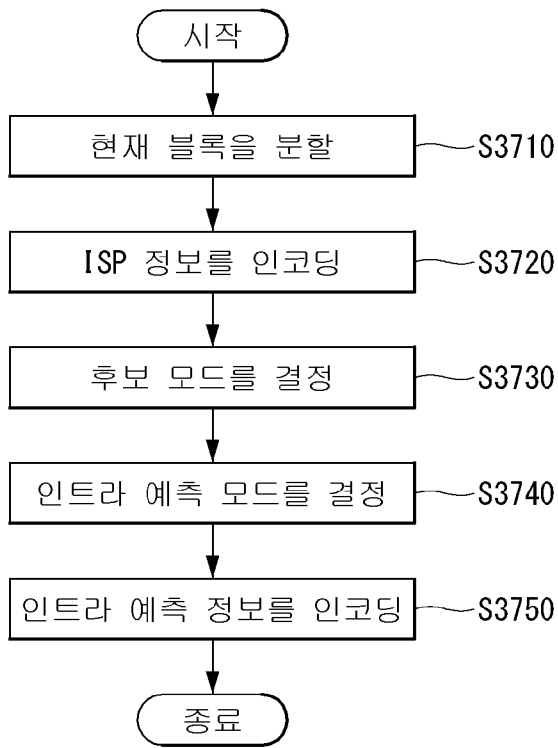 시작
현재 블록을 분할
S3710
ISP 정보를 인코딩
S3720
후보 모드를 결정
S3730
인트라 예측 모드를 결정
S3740
인트라 예측 정보를 인코딩
S3750
종료